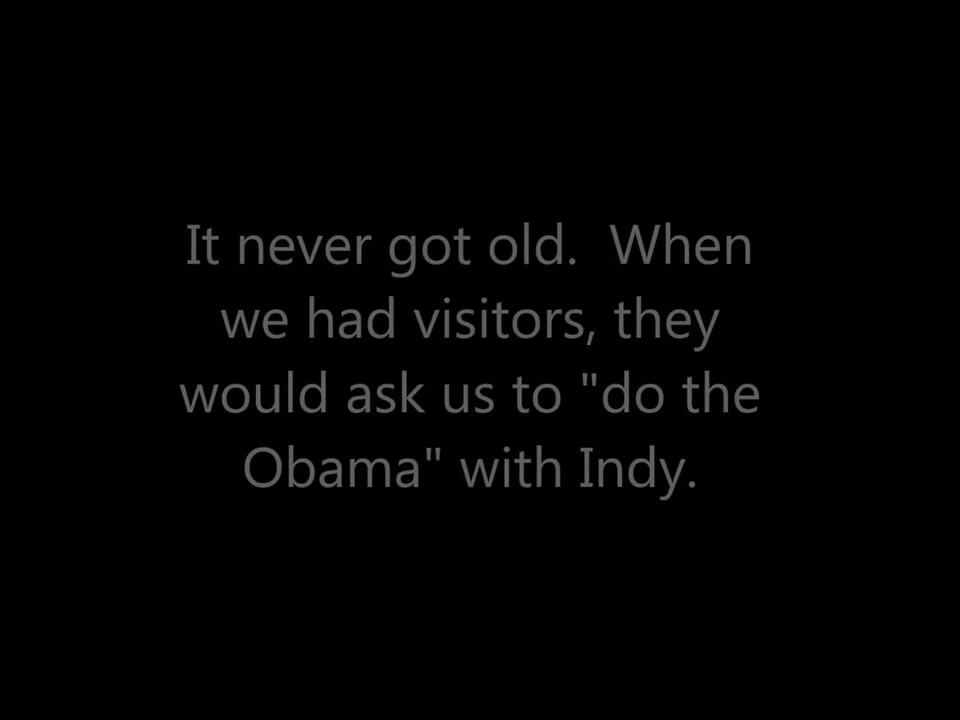 It never got old.  When
we had visitors, they
would ask us to "do the
Obama" with Indy.